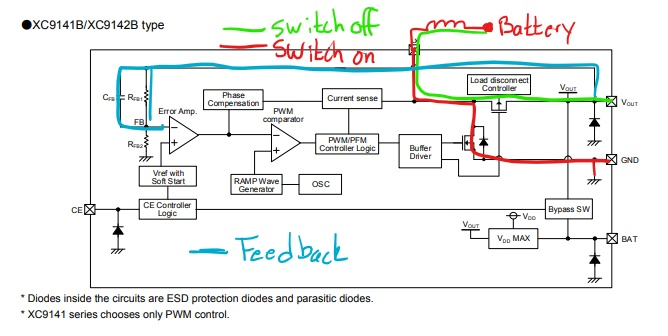 ●XC9141B/XC9142B type
switch off
Switch on
Battery
CFB
RFB1
FB
RFB2
Error Amp.
Phase
Compensation
PWM
comparator
Current sense
Load disconnect
Controller
VOUT
VOUT
PWM/PFM
Controller Logic
Buffer
Driver
GND
Vref with
Soft Start
RAMP Wave
Generator
OSC
CE
CE Controller
Logic
Bypass SW
VDD
VOUT
VDD MAX
BAT
Feedback
* Diodes inside the circuits are ESD protection diodes and parasitic diodes.
* XC9141 series chooses only PWM control.